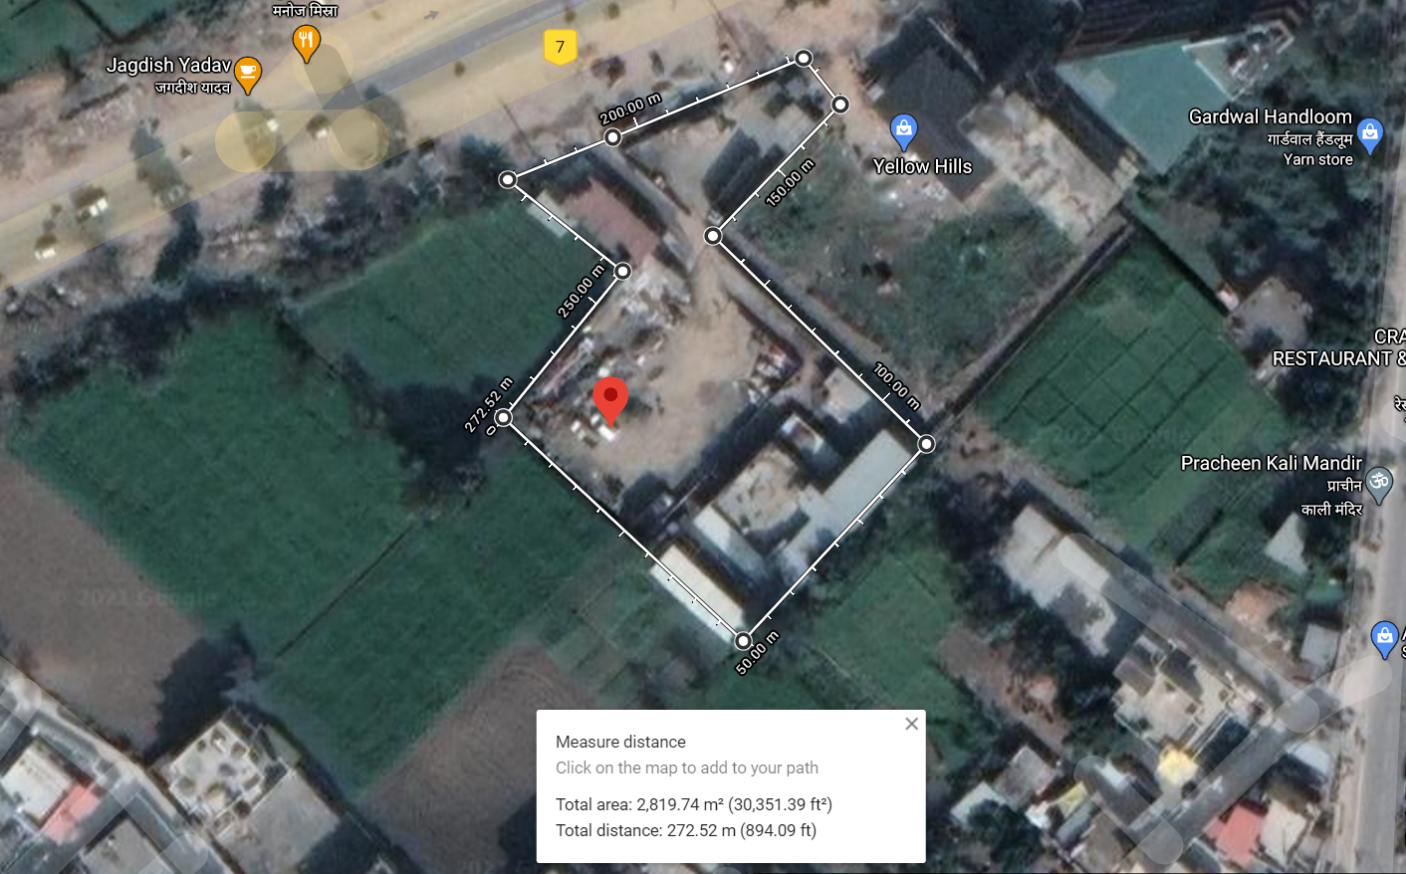 मनोज मिस्रा
Jagdish Yadav
जगदीश यादव
7
200.00 m
150.00 m
Yellow Hills
Gardwal Handloom
गार्डवाल हैंडलूम
Yarn store
250.00 m
272.52 m
0
100.00 m
CRA
RESTAURANT &
Pracheen Kali Mandir
प्राचीन
काली मंदिर
50.00 m
Measure distance
Click on the map to add to your path
Total area: 2,819.74 m² (30,351.39 ft²)
Total distance: 272.52 m (894.09 ft)